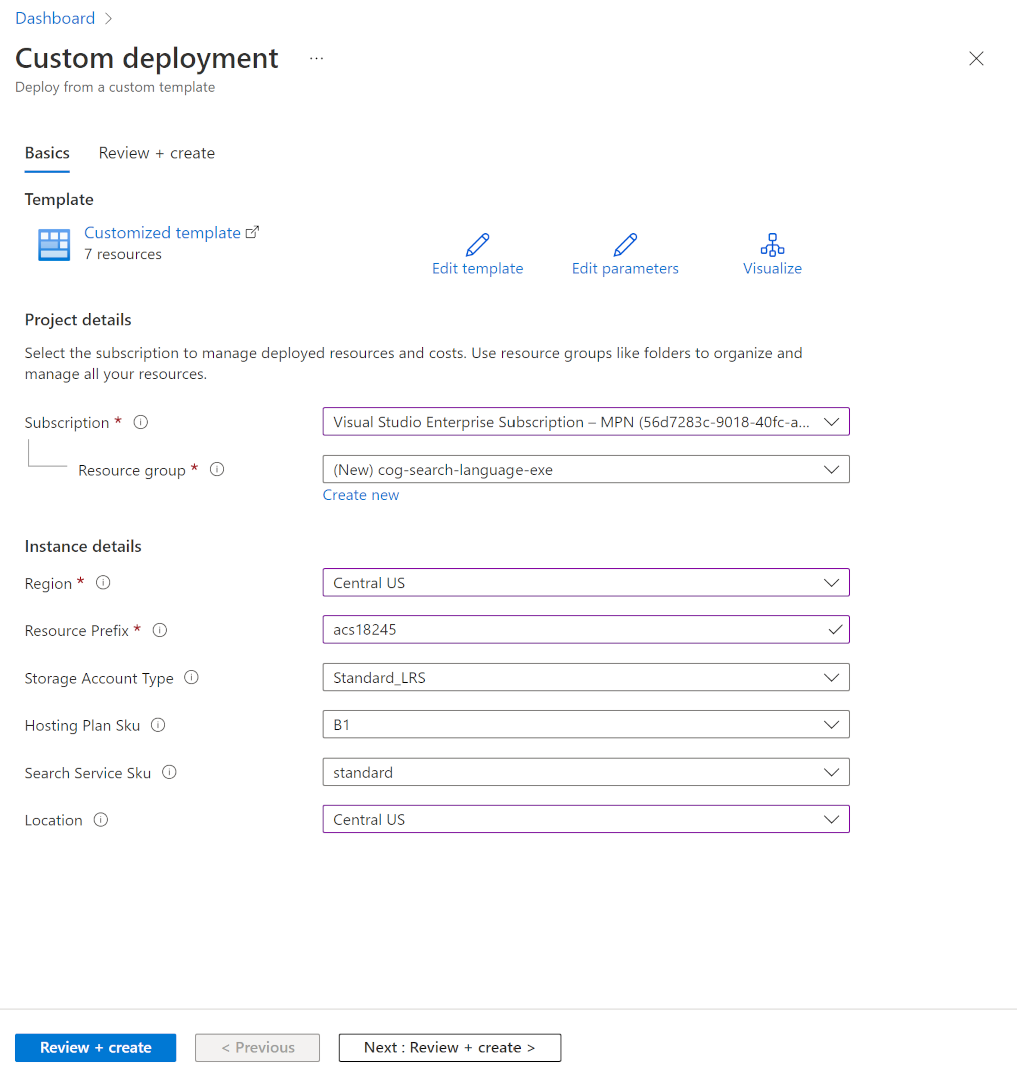 Dashboard >
Custom deployment ...
Deploy from a custom template
Basics Review + create
Template
Customized template
7 resources
Edit template Edit parameters Visualize
Project details
Select the subscription to manage deployed resources and costs. Use resource groups like folders to organize and
manage all your resources.
Subscription * Visual Studio Enterprise Subscription – MPN (56d7283c-9018-40fc-a...
Resource group * (New) cog-search-language-exe
Create new
Instance details
Region * Central US
Resource Prefix * acs18245
Storage Account Type Standard_LRS
Hosting Plan Sku B1
Search Service Sku standard
Location Central US
Review + create < Previous Next : Review + create >